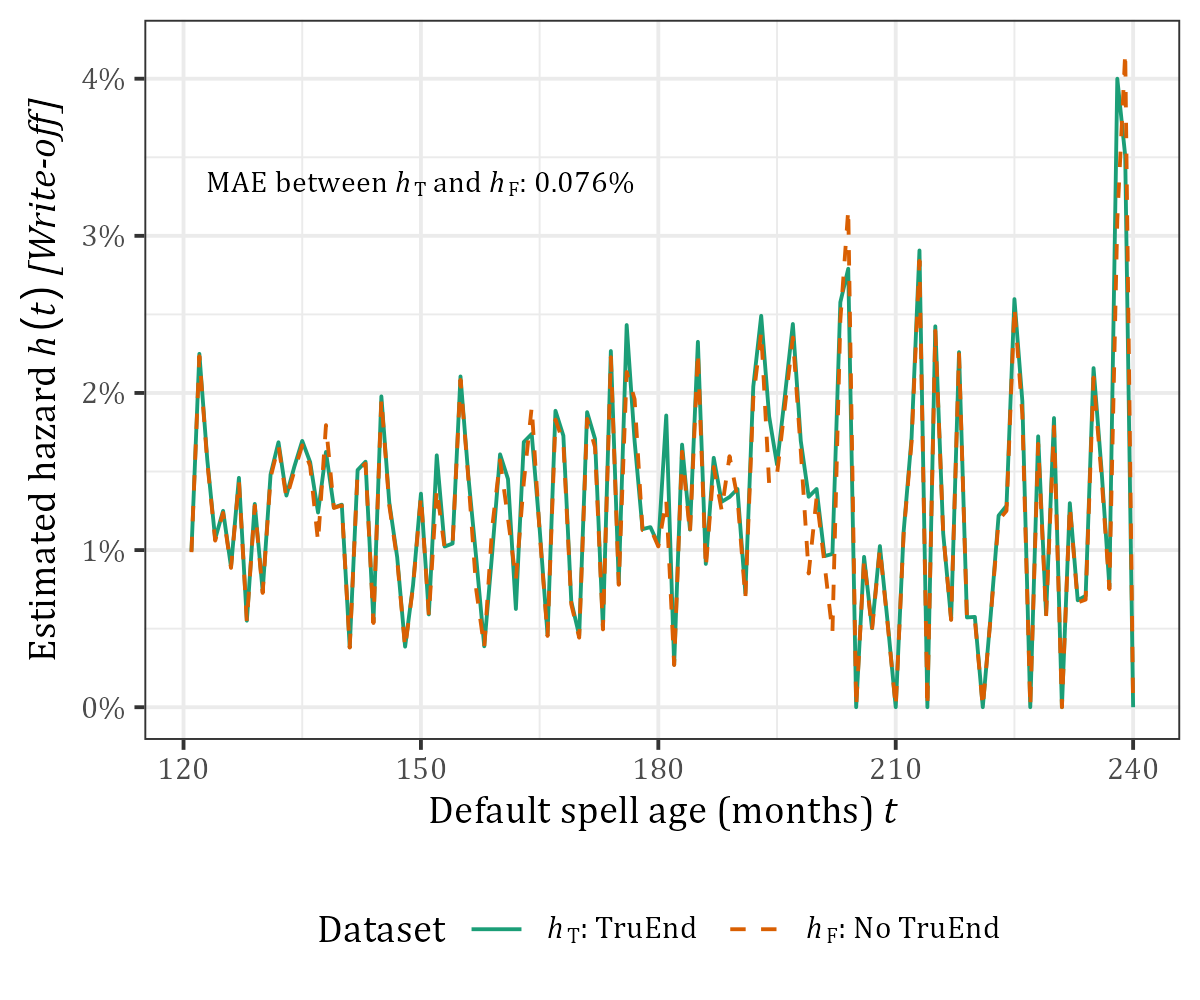 4%
3%
2%
1%
0%
Estimated hazard h(t) [Write-off]
MAE between hT and hF: 0.076%
120 150 180 210 240
Default spell age (months) t
Dataset hT: TruEnd hF: No TruEnd